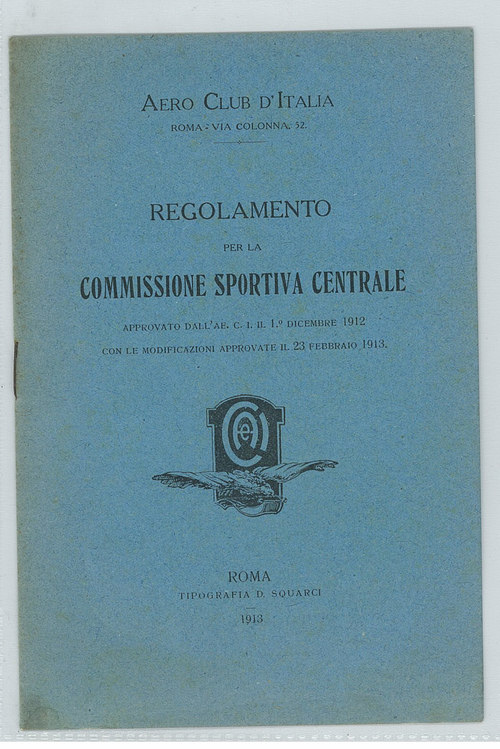 AERO CLUB D'ITALIA
ROMA - VIA COLONNA, 52.
REGOLAMENTO
PER LA
COMMISSIONE SPORTIVA CENTRALE
APPROVATO DALL'AE. C. I. IL 1.º DICEMBRE 1912
CON LE MODIFICAZIONI APPROVATE IL 23 FEBBRAIO 1913.
ROMA
TIPOGRAFIA D. SQUARCI
1913